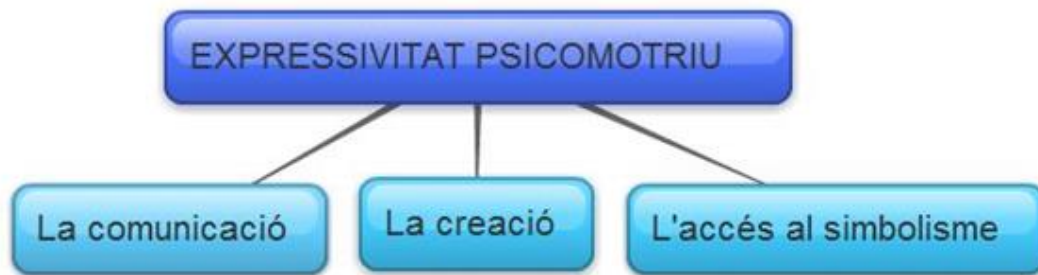 EXPRESSIVITAT PSICOMOTRIU
La comunicació
La creació
L'accés al simbolisme